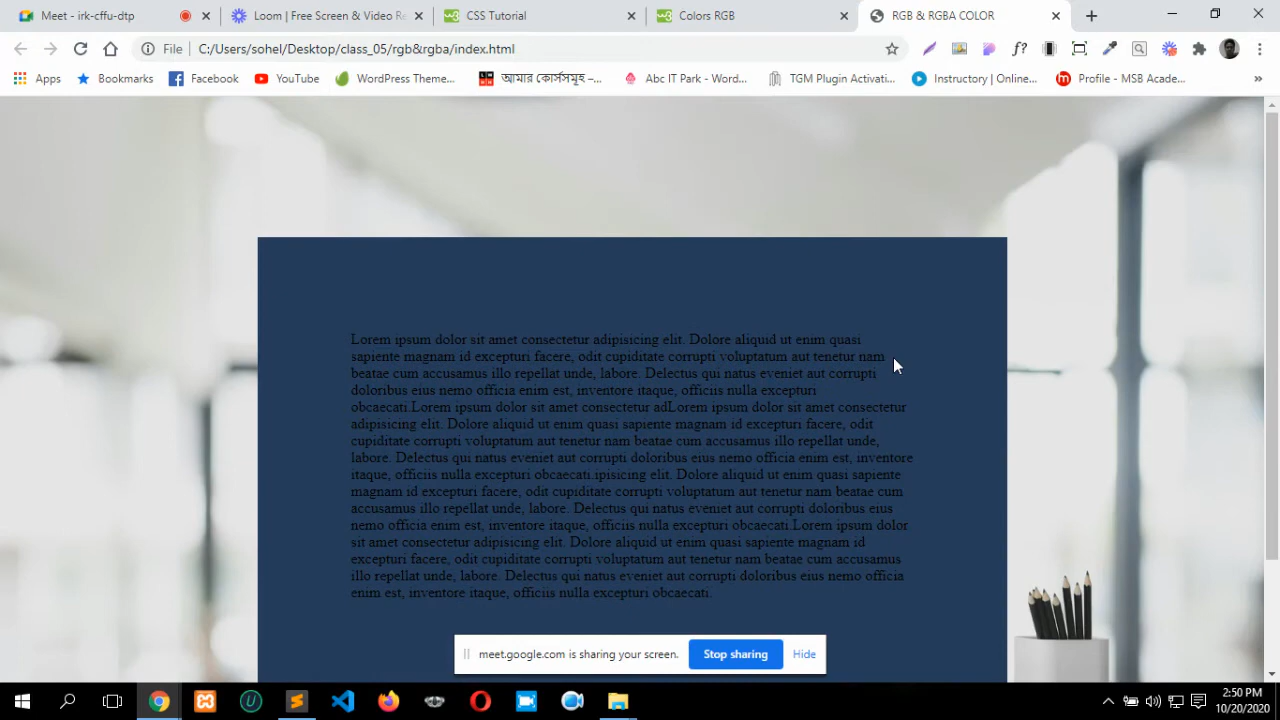 Meet - irk-cffu-dtp
Loom | Free Screen & Video Re
CSS Tutorial
Colors RGB
RGB & RGBA COLOR
File
C:/Users/sohel/Desktop/class_05/rgb&rgba/index.html
Apps
Bookmarks
Facebook
YouTube
WordPress Theme...
আমার কোর্সসমূহ –...
Abc IT Park - Word...
TGM Plugin Activati...
Instructory | Online...
Profile - MSB Acade...
Lorem ipsum dolor sit amet consectetur adipisicing elit. Dolore aliquid ut enim quasi
sapiente magnam id excepturi facere, odit cupiditate corrupti voluptatum aut tenetur nam
beatae cum accusamus illo repellat unde, labore. Delectus qui natus eveniet aut corrupti
doloribus eius nemo officia enim est, inventore itaque, officiis nulla excepturi
obcaecati.Lorem ipsum dolor sit amet consectetur adLorem ipsum dolor sit amet consectetur
adipisicing elit. Dolore aliquid ut enim quasi sapiente magnam id excepturi facere, odit
cupiditate corrupti voluptatum aut tenetur nam beatae cum accusamus illo repellat unde,
labore. Delectus qui natus eveniet aut corrupti doloribus eius nemo officia enim est, inventore
itaque, officiis nulla excepturi obcaecati.ipisicing elit. Dolore aliquid ut enim quasi sapiente
magnam id excepturi facere, odit cupiditate corrupti voluptatum aut tenetur nam beatae cum
accusamus illo repellat unde, labore. Delectus qui natus eveniet aut corrupti doloribus eius
nemo officia enim est, inventore itaque, officiis nulla excepturi obcaecati.Lorem ipsum dolor
sit amet consectetur adipisicing elit. Dolore aliquid ut enim quasi sapiente magnam id
excepturi facere, odit cupiditate corrupti voluptatum aut tenetur nam beatae cum accusamus
illo repellat unde, labore. Delectus qui natus eveniet aut corrupti doloribus eius nemo officia
enim est, inventore itaque, officiis nulla excepturi obcaecati.
meet.google.com is sharing your screen.
Stop sharing
Hide
2:50 PM
10/20/2020